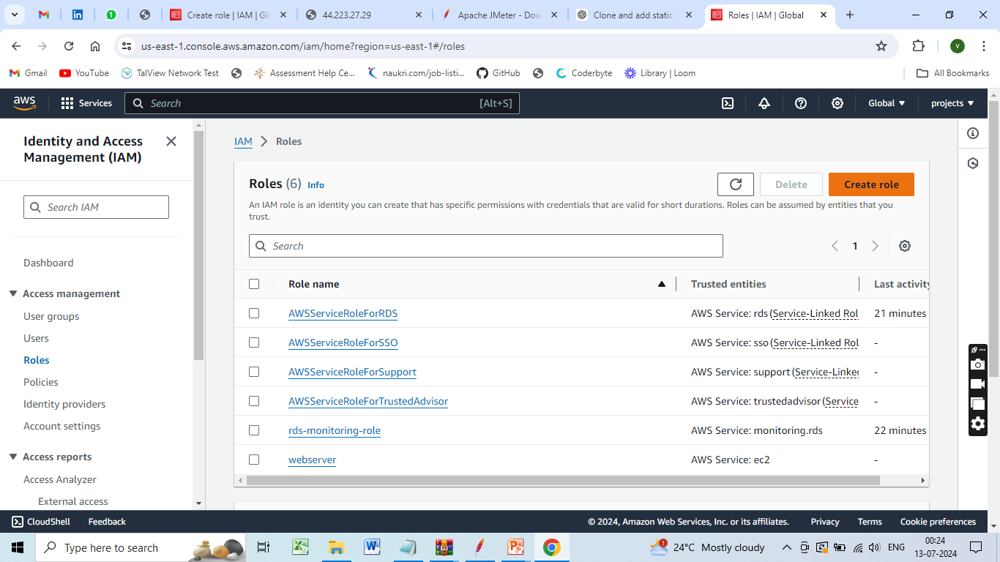 Create role | IAM | Glo
44.223.27.29
Apache JMeter - Dow
Clone and add static
Roles | IAM | Global
us-east-1.console.aws.amazon.com/iam/home?region=us-east-1#/roles
V
Gmail
YouTube
TalView Network Test
Assessment Help Ce...
naukri.com/job-listi...
GitHub
Coderbyte
Library | Loom
All Bookmarks
aws
Services
Search
[Alt+S]
Global
projects
Identity and Access
Management (IAM)
Search IAM
Dashboard
Access management
User groups
Users
Roles
Policies
Identity providers
Account settings
Access reports
Access Analyzer
External access
IAM
Roles
Roles (6) Info
Delete
Create role
An IAM role is an identity you can create that has specific permissions with credentials that are valid for short durations. Roles can be assumed by entities that you
trust.
Search
1
Role name
Trusted entities
Last activity
AWSServiceRoleForRDS
AWS Service: rds (Service-Linked Rol
21 minutes
AWSServiceRoleForSSO
AWS Service: sso (Service-Linked Rol
-
AWSServiceRoleForSupport
AWS Service: support (Service-Linked
-
AWSServiceRoleForTrustedAdvisor
AWS Service: trustedadvisor (Service
-
rds-monitoring-role
AWS Service: monitoring.rds
22 minutes
webserver
AWS Service: ec2
-
CloudShell
Feedback
© 2024, Amazon Web Services, Inc. or its affiliates.
Privacy
Terms
Cookie preferences
Type here to search
1
24°C Mostly cloudy
ENG
00:24
13-07-2024